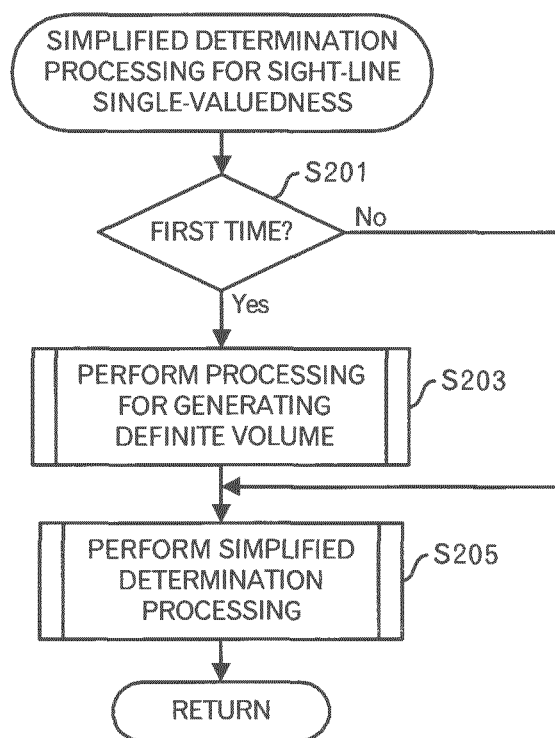 SIMPLIFIED DETERMINATION
PROCESSING FOR SIGHT-LINE
SINGLE-VALUEDNESS
S201
FIRST TIME?
No
Yes
PERFORM PROCESSING
FOR GENERATING
DEFINITE VOLUME
S203
PERFORM SIMPLIFIED
DETERMINATION
PROCESSING
S205
RETURN